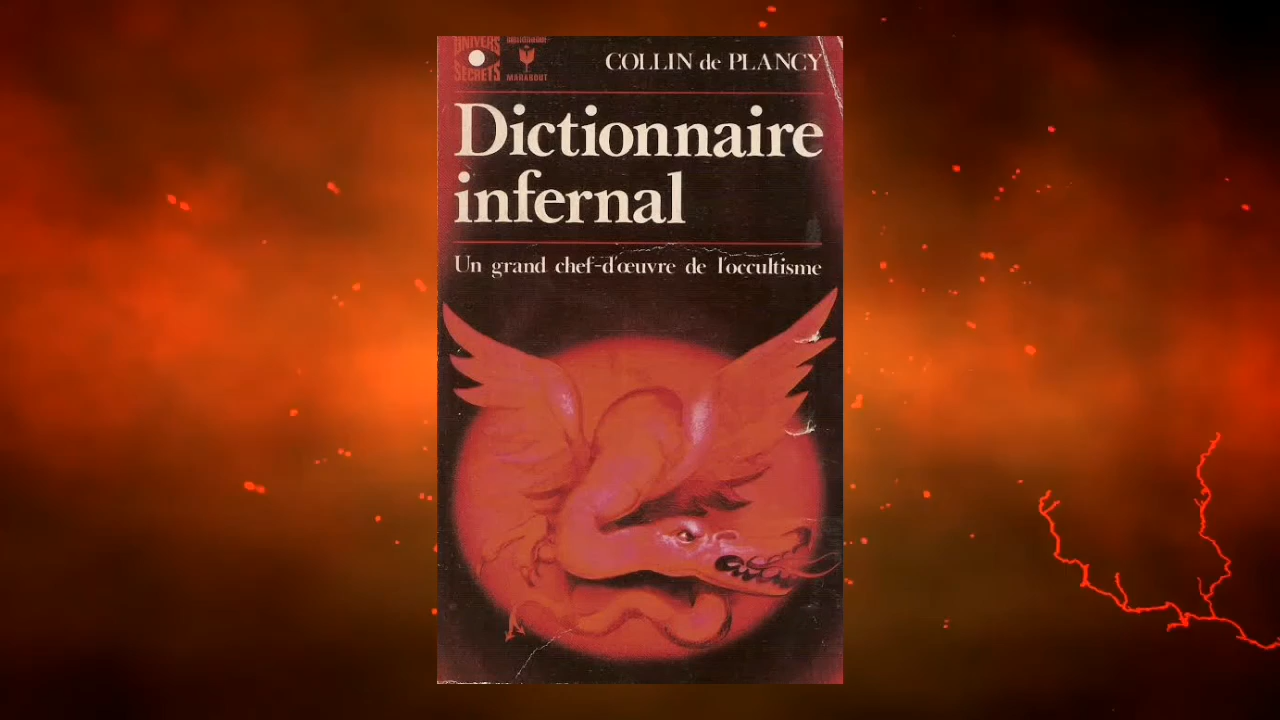 UNIVERS
SECRETS
MARABOUT
COLLIN de PLANCY
Dictionnaire
infernal
Un grand chef-d'œuvre de l'occultisme